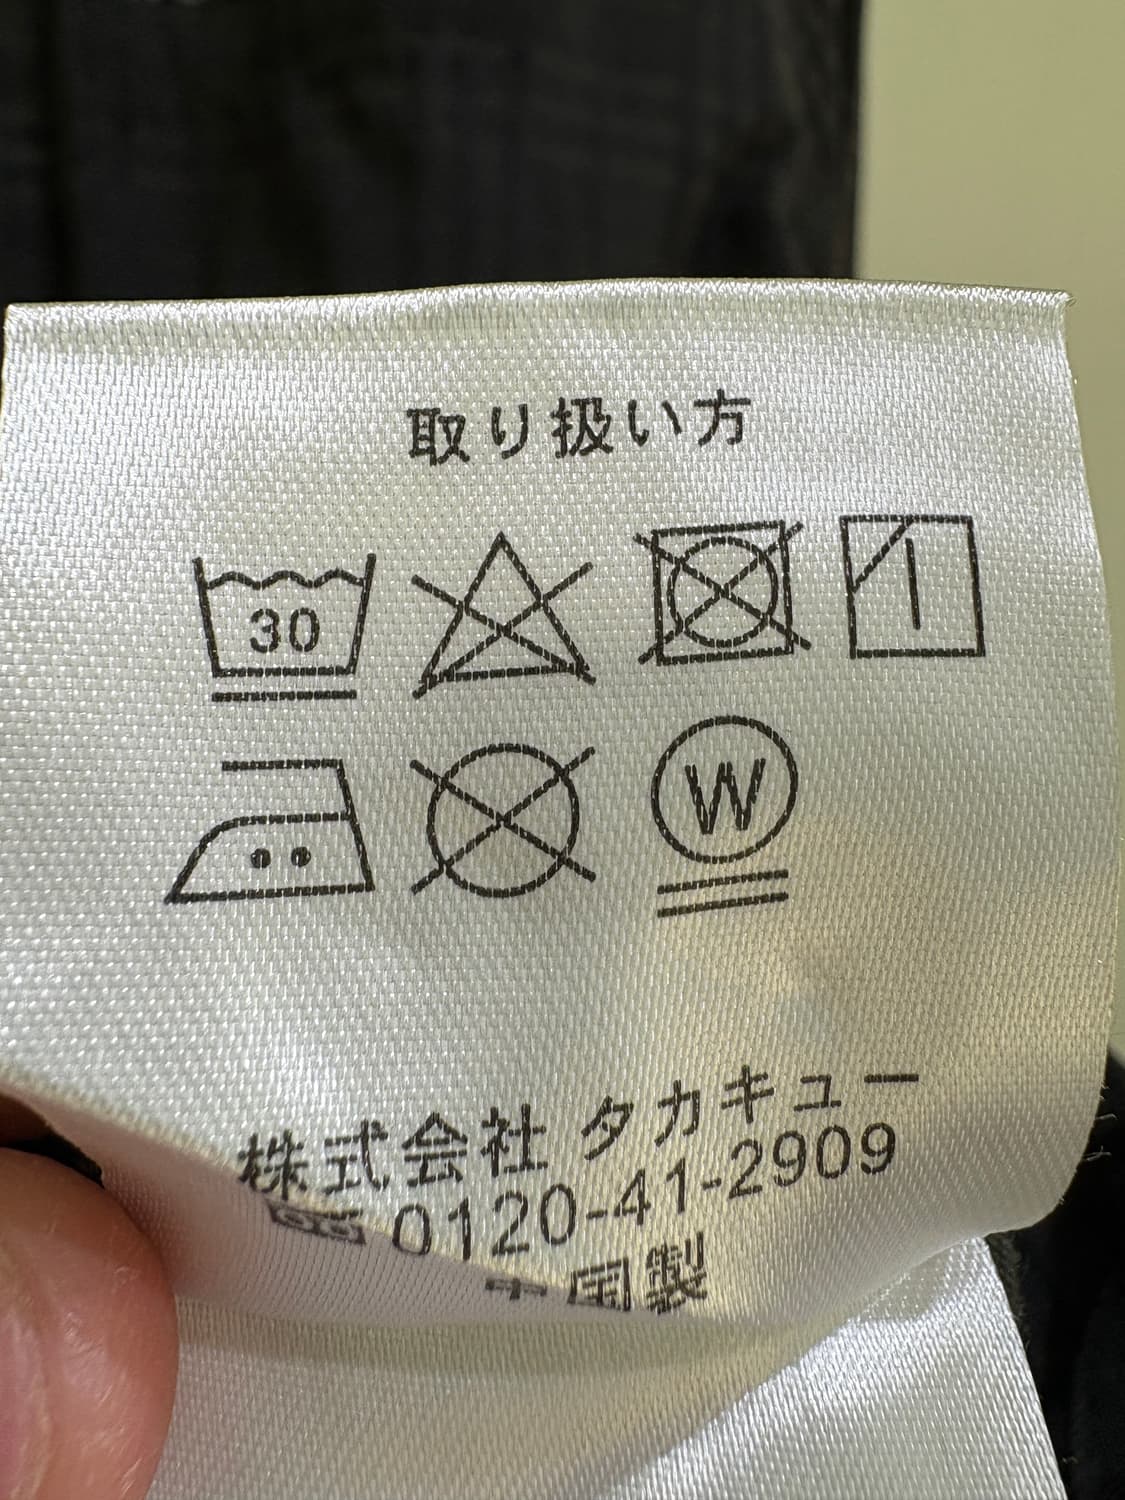 取り扱い方
30
W
株式会社 タカキュー
0120-41-2909
中国製